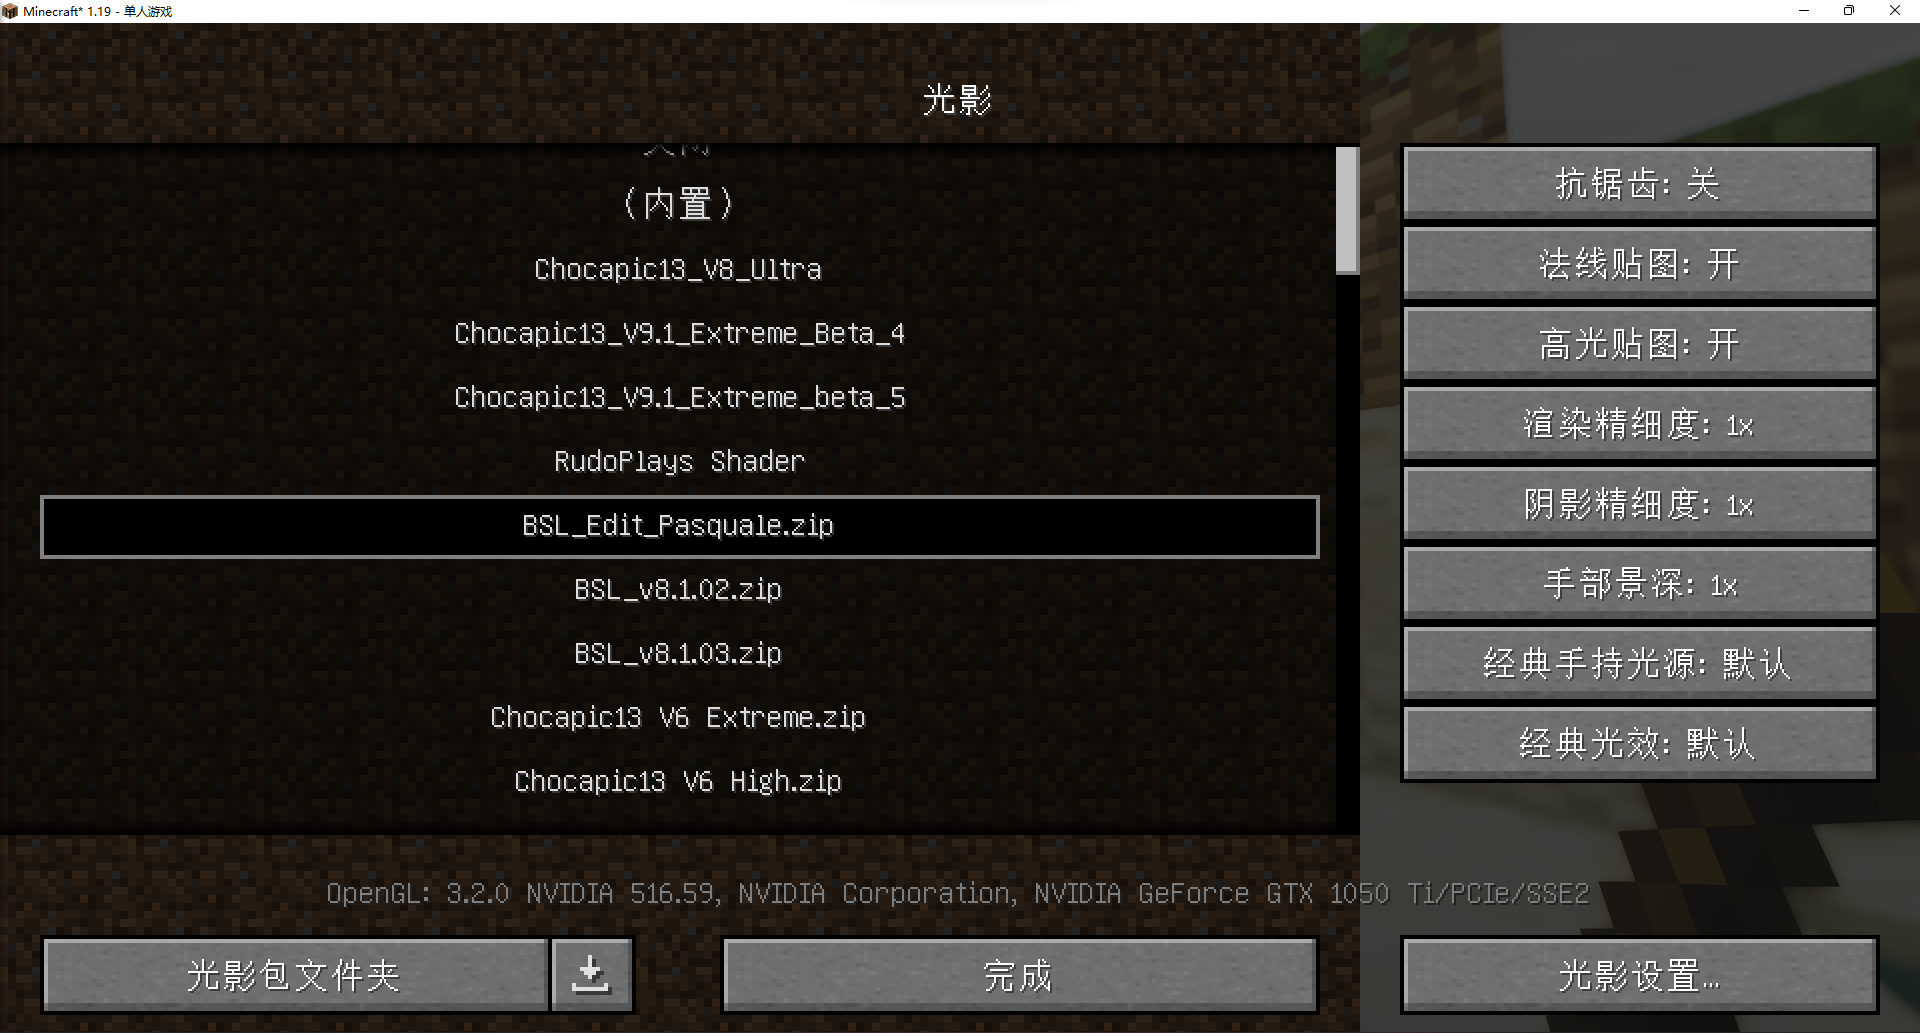 Minecraft* 1.19 - 单人游戏
光影
（内置）
Chocapic13_V8_Ultra
Chocapic13_V9.1_Extreme_Beta_4
Chocapic13_V9.1_Extreme_beta_5
RudoPlays Shader
BSL_Edit_Pasquale.zip
BSL_v8.1.02.zip
BSL_v8.1.03.zip
Chocapic13 V6 Extreme.zip
Chocapic13 V6 High.zip
抗锯齿: 关
法线贴图: 开
高光贴图: 开
渲染精细度: 1x
阴影精细度: 1x
手部景深: 1x
经典手持光源: 默认
经典光效: 默认
OpenGL: 3.2.0 NVIDIA 516.59, NVIDIA Corporation, NVIDIA GeForce GTX 1050 Ti/PCIe/SSE2
光影包文件夹
完成
光影设置...